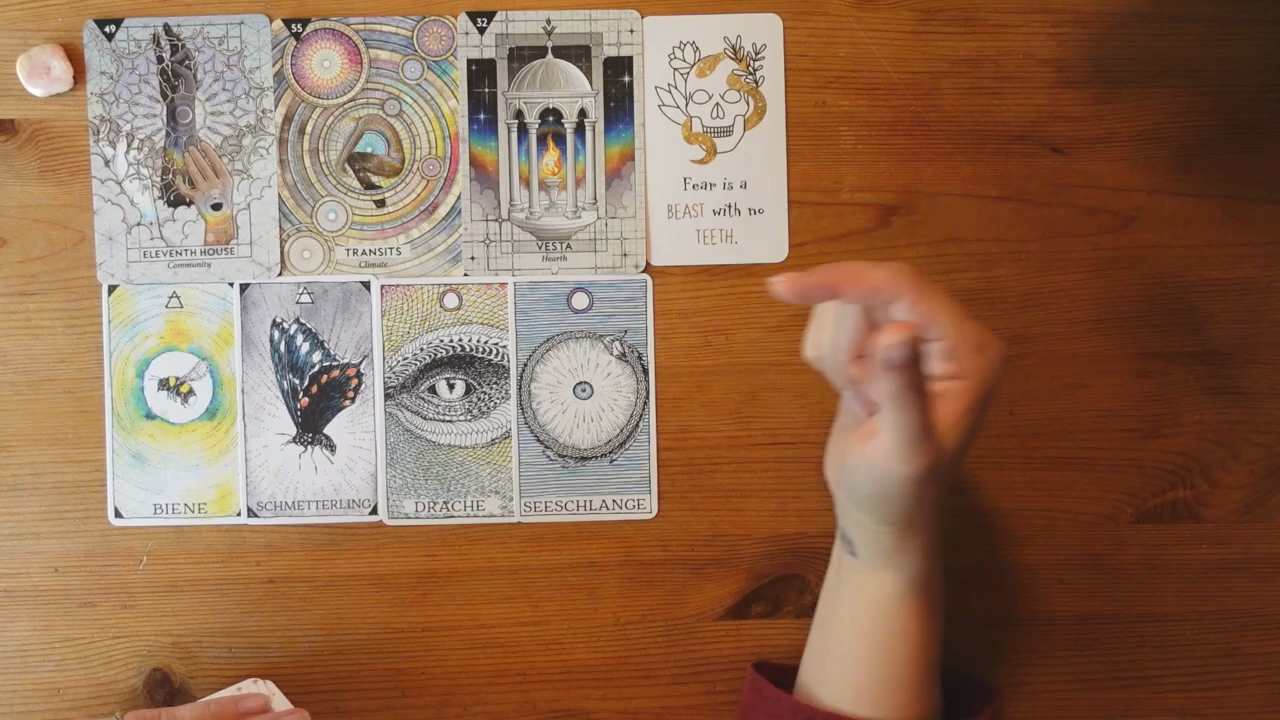 49
ELEVENTH HOUSE
Community
55
TRANSITS
Climate
32
VESTA
Hearth
Fear is a
BEAST with no
TEETH.
BIENE
SCHMETTERLING
DRACHE
SEESCHLANGE